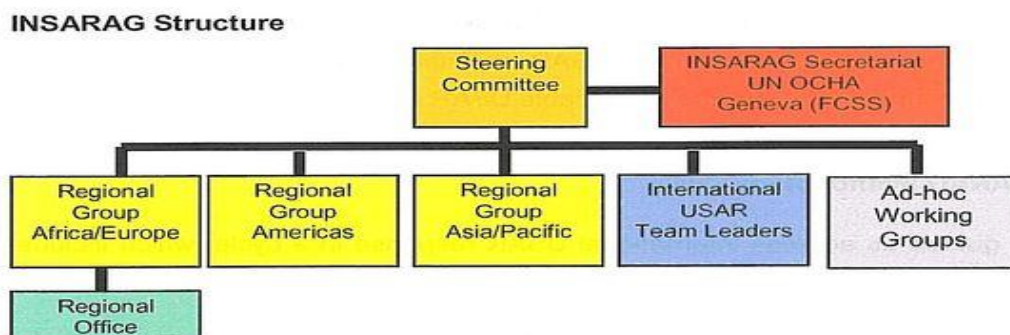 INSARAG Structure
Steering
Committee
INSARAG Secretariat
UN OCHA
Geneva (FCSS)
Regional
Group
Africa/Europe
Regional
Group
Americas
Regional
Group
Asia/Pacific
International
USAR
Team Leaders
Ad-hoc
Working
Groups
Regional
Office